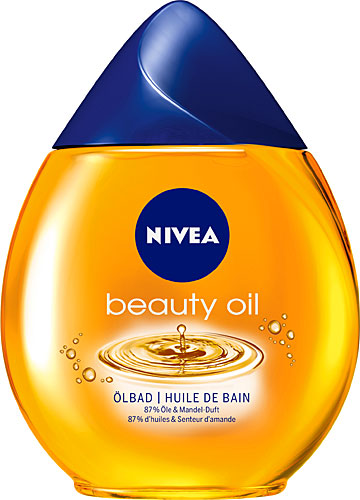 NIVEA
beauty oil
ÖLBAD | HUILE DE BAIN
87% Öle & Mandel-Duft
87% d'huiles & Senteur d'amande